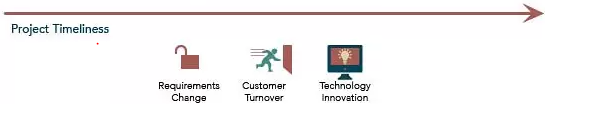 Project Timeliness
Requirements
Change
Customer
Turnover
Technology
Innovation